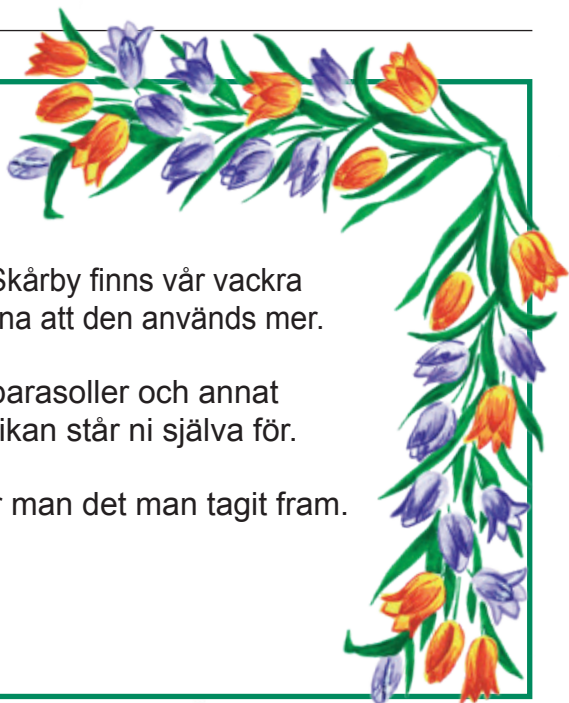 Skårby finns vår vackra
na att den används mer.
parasoller och annat
ikan står ni själva för.
r man det man tagit fram.